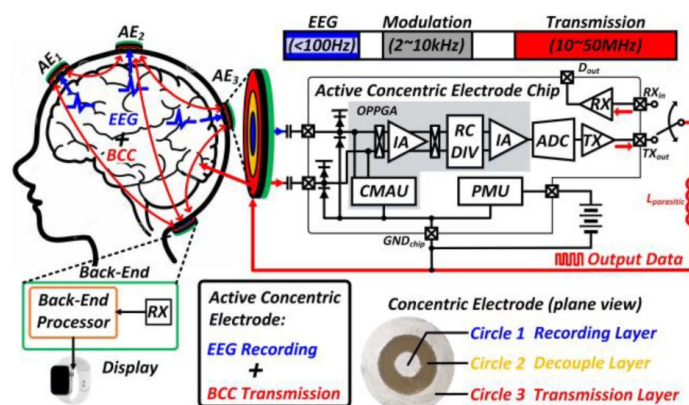 EEG
Modulation
Transmission
(<100Hz)
(2~10kHz)
(10~50MHz)
AE1
AE2
AE3
EEG
+
BCC
Active Concentric Electrode Chip
Dout
RX
RXin
OPPGA
IA
RC
DIV
IA
ADC
TX
TXout
CMAU
PMU
Lparasitic
GNDchip
Output Data
Back-End
Back-End
Processor
RX
Display
Active Concentric
Electrode:
EEG Recording
+
BCC Transmission
Concentric Electrode (plane view)
Circle 1 Recording Layer
Circle 2 Decouple Layer
Circle 3 Transmission Layer